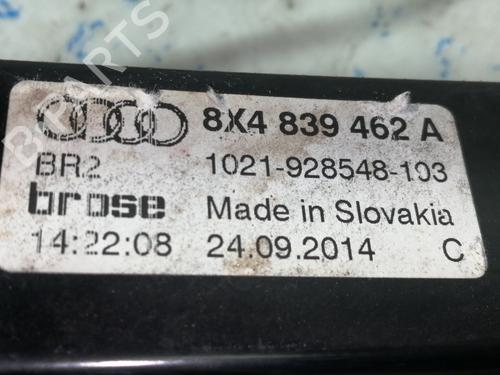 8X4 839 462 A
BR2 1021-928548-103
brose Made in Slovakia
14:22:08 24.09.2014 C